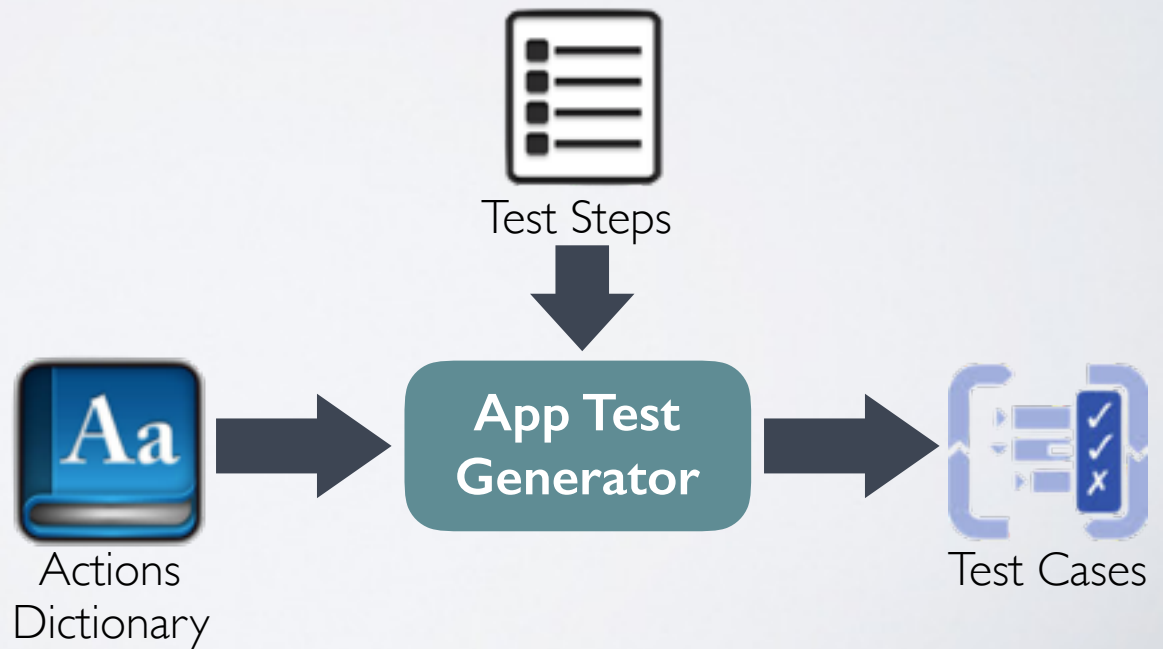 Test Steps
Aa
App Test
Generator
Actions
Dictionary
Test Cases